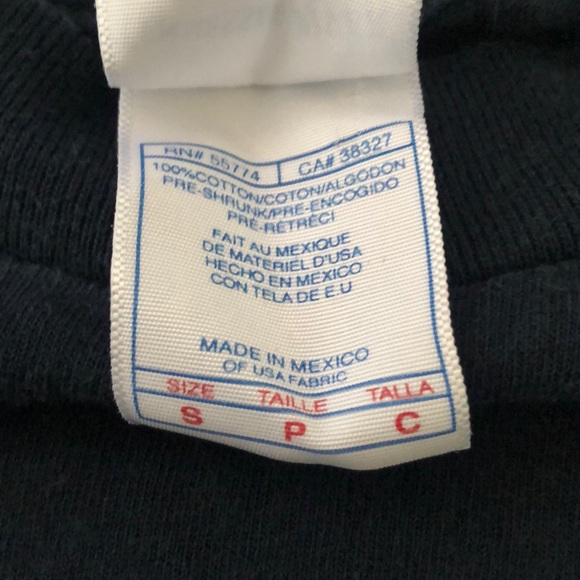 RN# 55774 CA# 38327
100%COTTON/COTON/ALGODON
PRE-SHRUNK/PRE-ENCOGIDO
PRÉ-RÉTRÉCI
FAIT AU MEXIQUE
DE MATERIEL D'USA
HECHO EN MEXICO
CON TELA DE E.U
MADE IN MEXICO
OF USA FABRIC
SIZE TAILLE TALLA
S P C